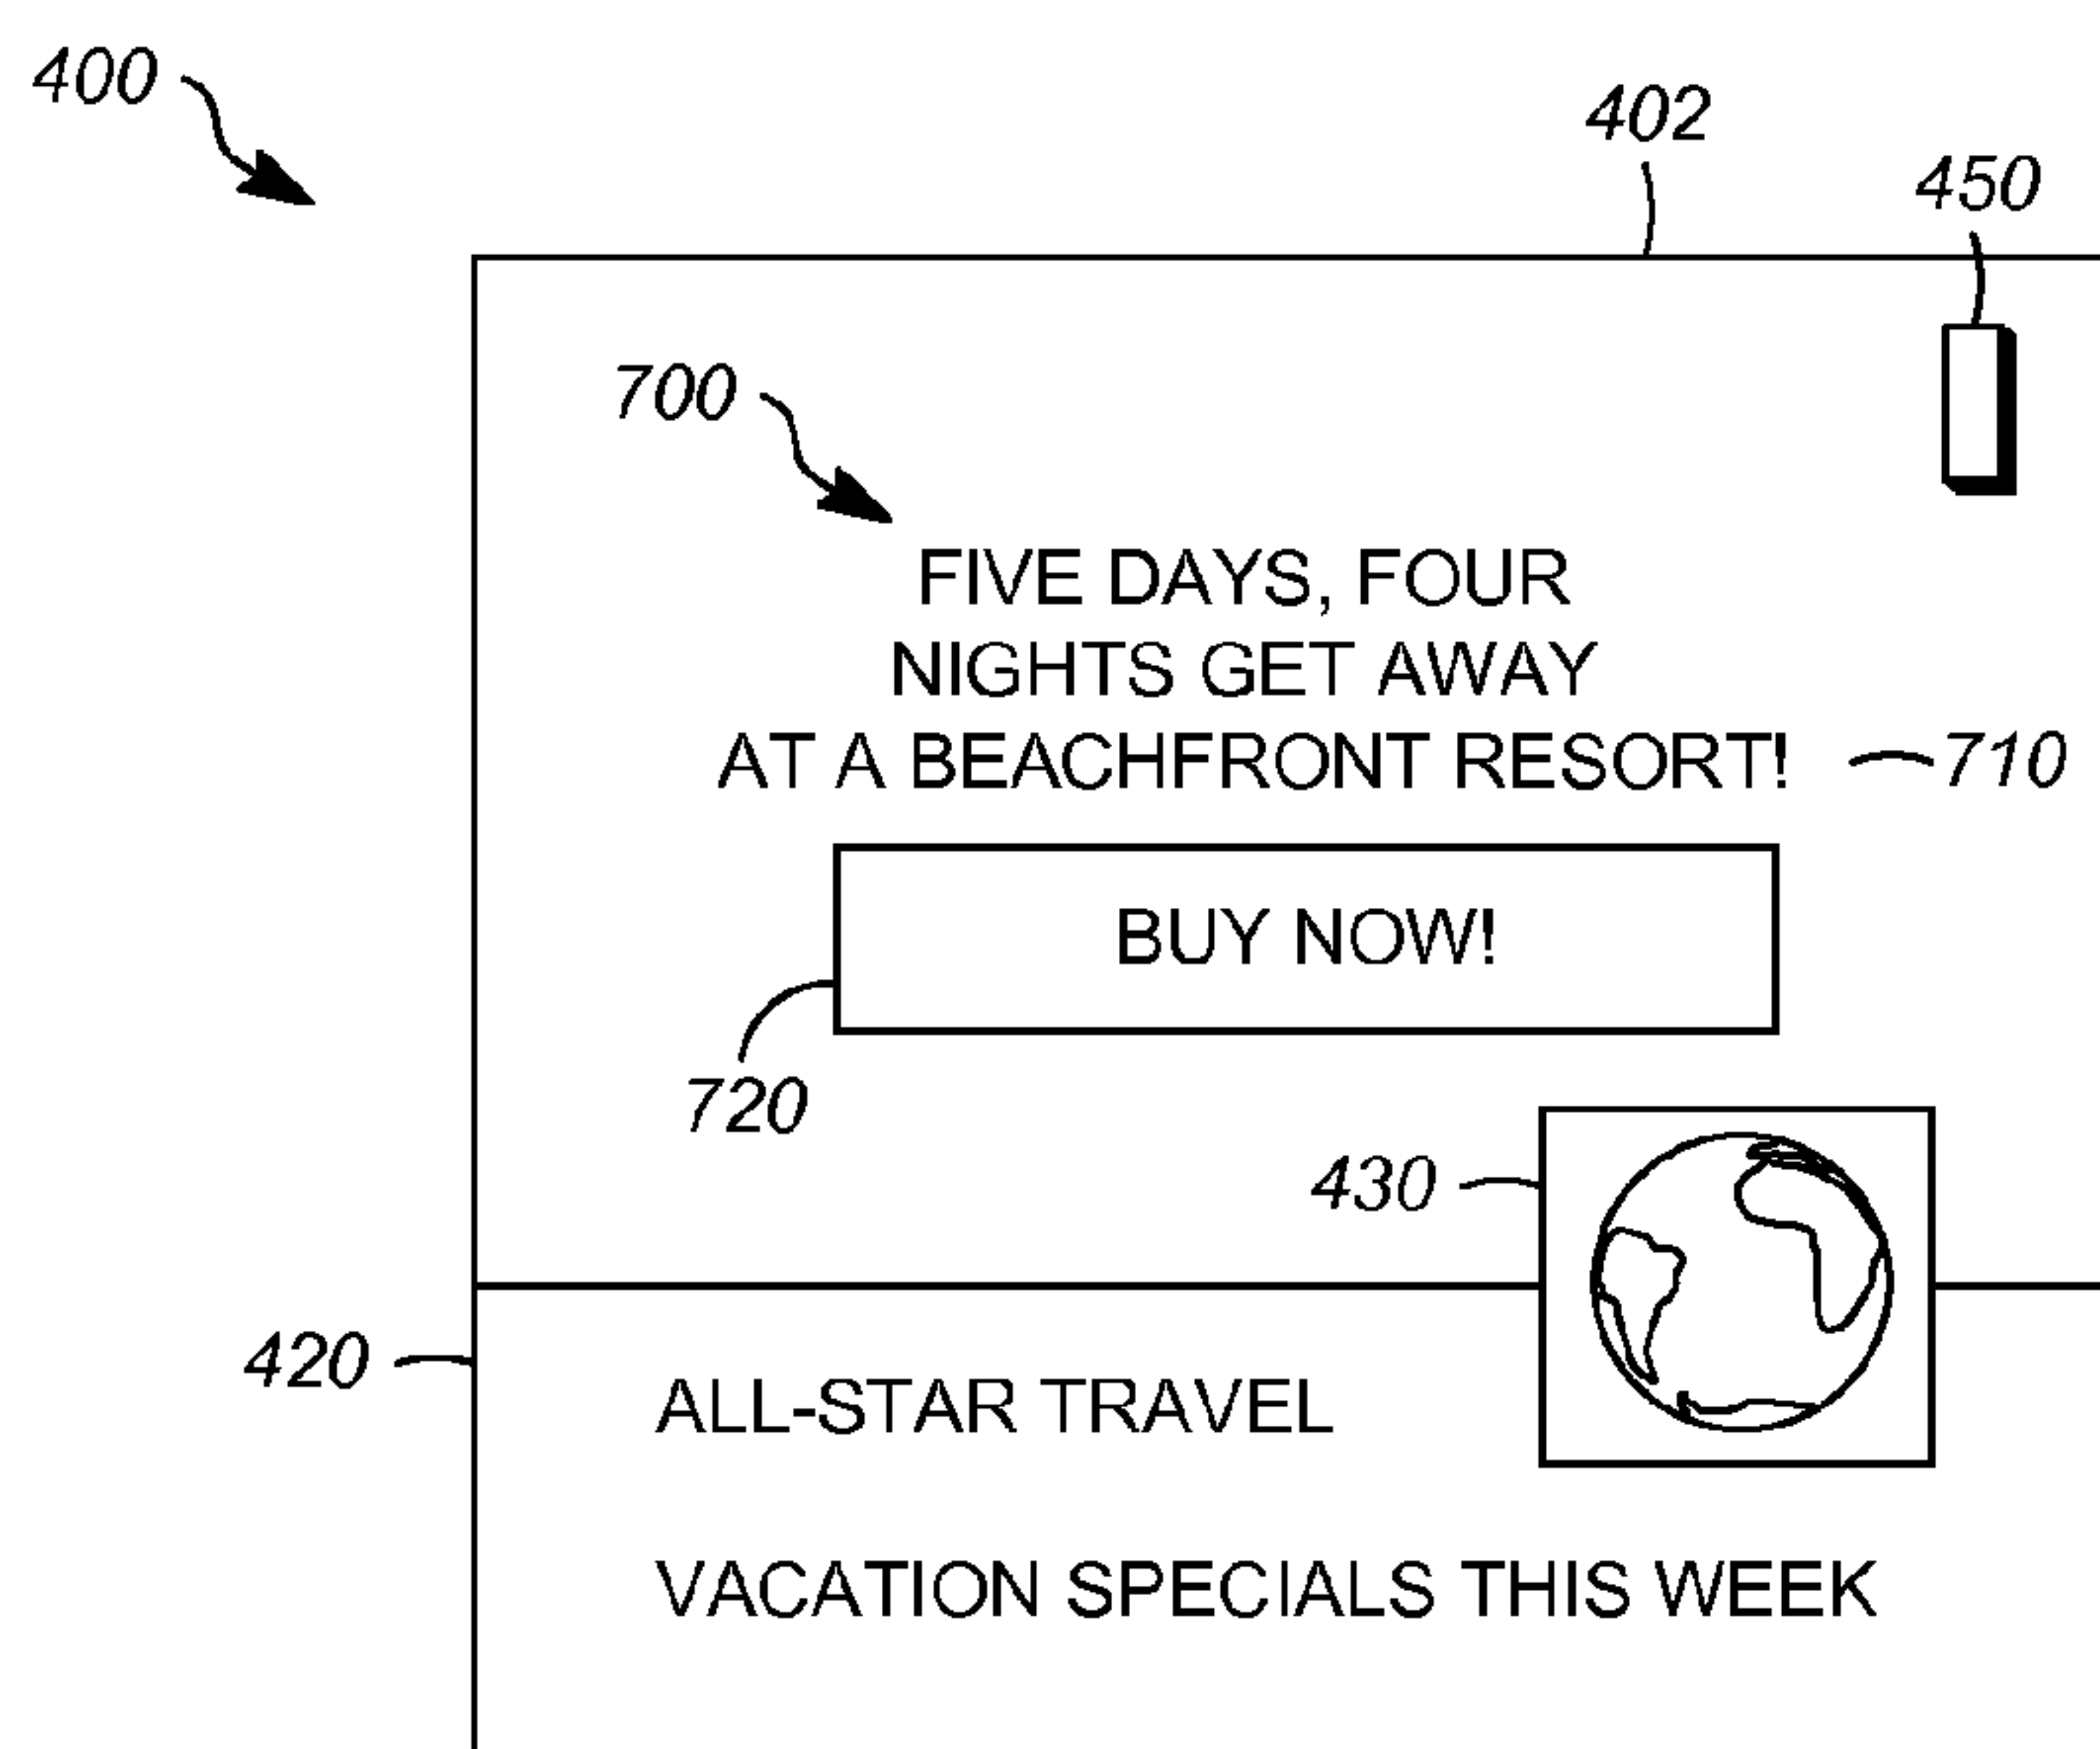 400
402
450
700
FIVE DAYS, FOUR
NIGHTS GET AWAY
AT A BEACHFRONT RESORT! 710
BUY NOW!
720
430
420
ALL-STAR TRAVEL
VACATION SPECIALS THIS WEEK